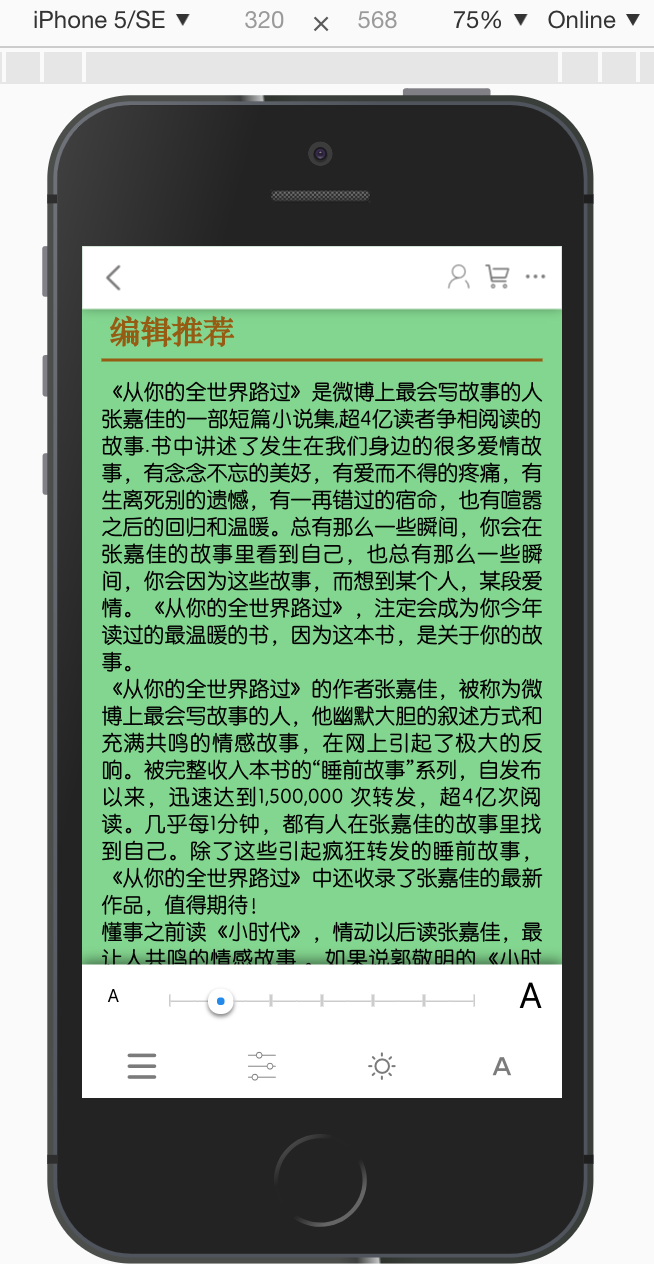 iPhone 5/SE ▼ 320 × 568 75% ▼ Online ▼
编辑推荐
《从你的全世界路过》是微博上最会写故事的人
张嘉佳的一部短篇小说集,超4亿读者争相阅读的
故事.书中讲述了发生在我们身边的很多爱情故
事，有念念不忘的美好，有爱而不得的疼痛，有
生离死别的遗憾，有一再错过的宿命，也有喧嚣
之后的回归和温暖。总有那么一些瞬间，你会在
张嘉佳的故事里看到自己，也总有那么一些瞬
间，你会因为这些故事，而想到某个人，某段爱
情。《从你的全世界路过》，注定会成为你今年
读过的最温暖的书，因为这本书，是关于你的故
事。
《从你的全世界路过》的作者张嘉佳，被称为微
博上最会写故事的人，他幽默大胆的叙述方式和
充满共鸣的情感故事，在网上引起了极大的反
响。被完整收入本书的“睡前故事”系列，自发布
以来，迅速达到1,500,000 次转发，超4亿次阅
读。几乎每1分钟，都有人在张嘉佳的故事里找
到自己。除了这些引起疯狂转发的睡前故事，
《从你的全世界路过》中还收录了张嘉佳的最新
作品，值得期待！
懂事之前读《小时代》，情动以后读张嘉佳，最
让人共鸣的情感故事 。如果说郭敬明的《小时
A A
A